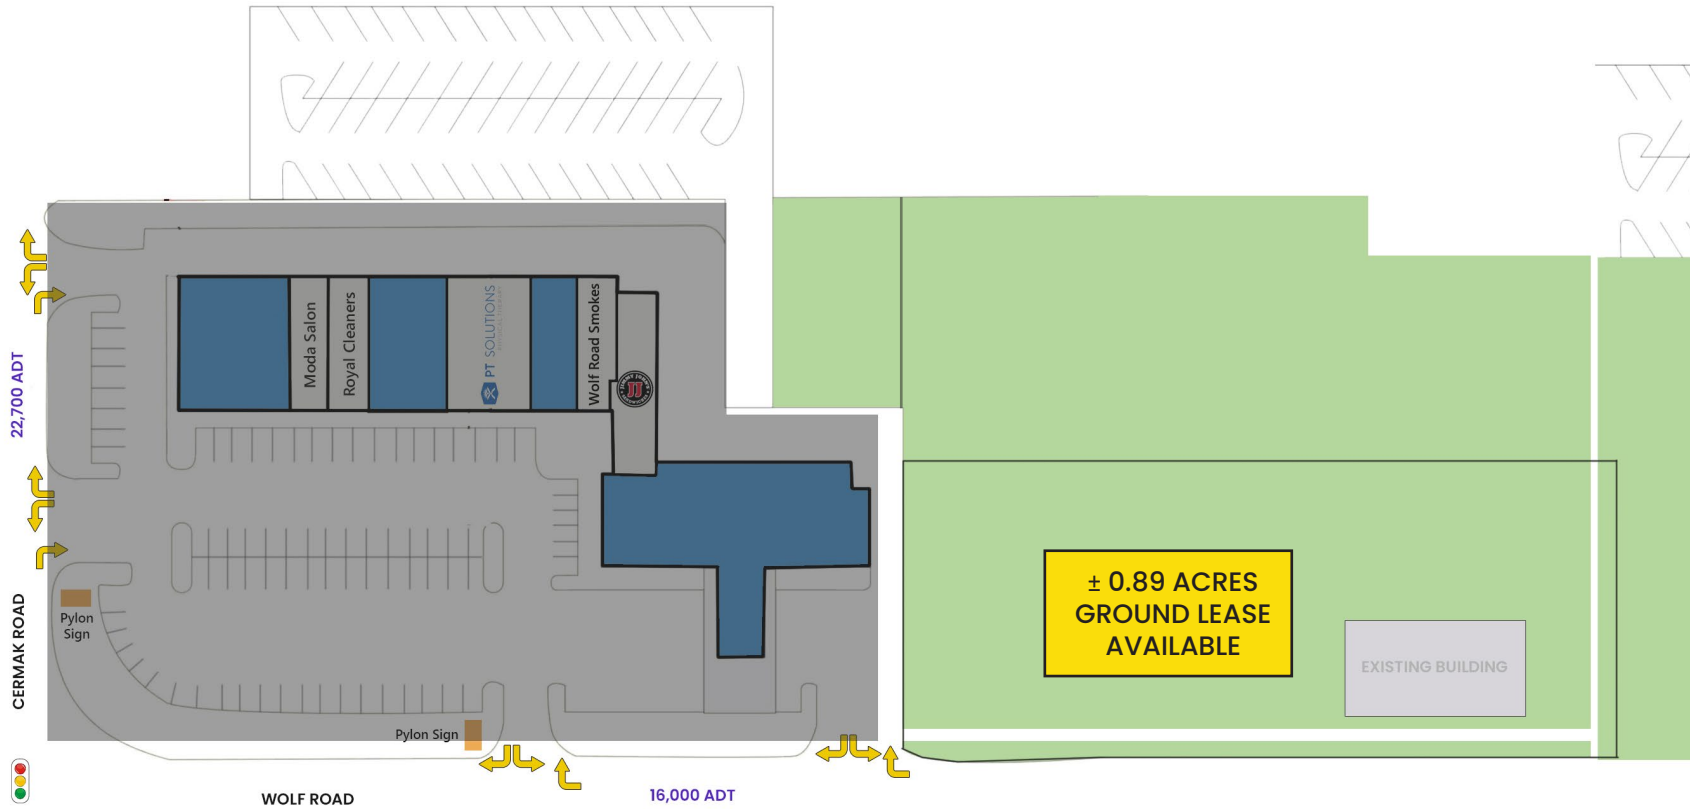 Moda Salon
Royal Cleaners
PT SOLUTIONS
Wolf Road Smokes
JJ
22,700 ADT
CERMAK ROAD
Pylon
Sign
Pylon Sign
WOLF ROAD
16,000 ADT
± 0.89 ACRES
GROUND LEASE
AVAILABLE
EXISTING BUILDING